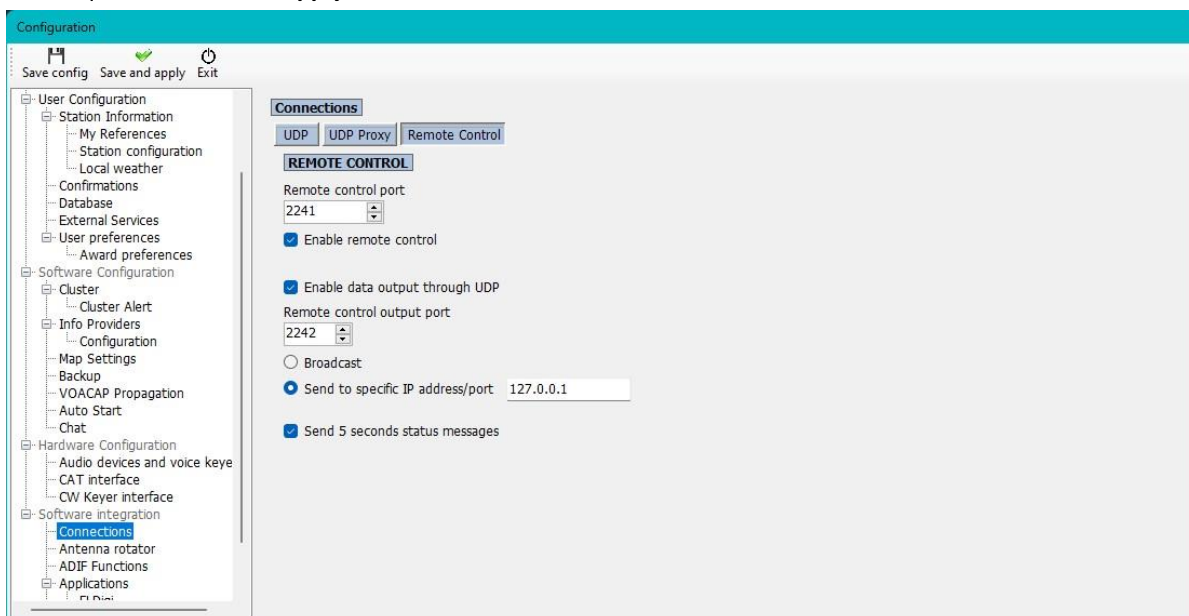 Configuration
Save config Save and apply Exit
User Configuration
Station Information
My References
Station configuration
Local weather
Confirmations
Database
External Services
User preferences
Award preferences
Software Configuration
Cluster
Cluster Alert
Info Providers
Configuration
Map Settings
Backup
VOACAP Propagation
Auto Start
Chat
Hardware Configuration
Audio devices and voice keye
CAT interface
CW Keyer interface
Software integration
Connections
Antenna rotator
ADIF Functions
Applications
Connections
UDP UDP Proxy Remote Control
REMOTE CONTROL
Remote control port
2241
Enable remote control
Enable data output through UDP
Remote control output port
2242
Broadcast
Send to specific IP address/port 127.0.0.1
Send 5 seconds status messages